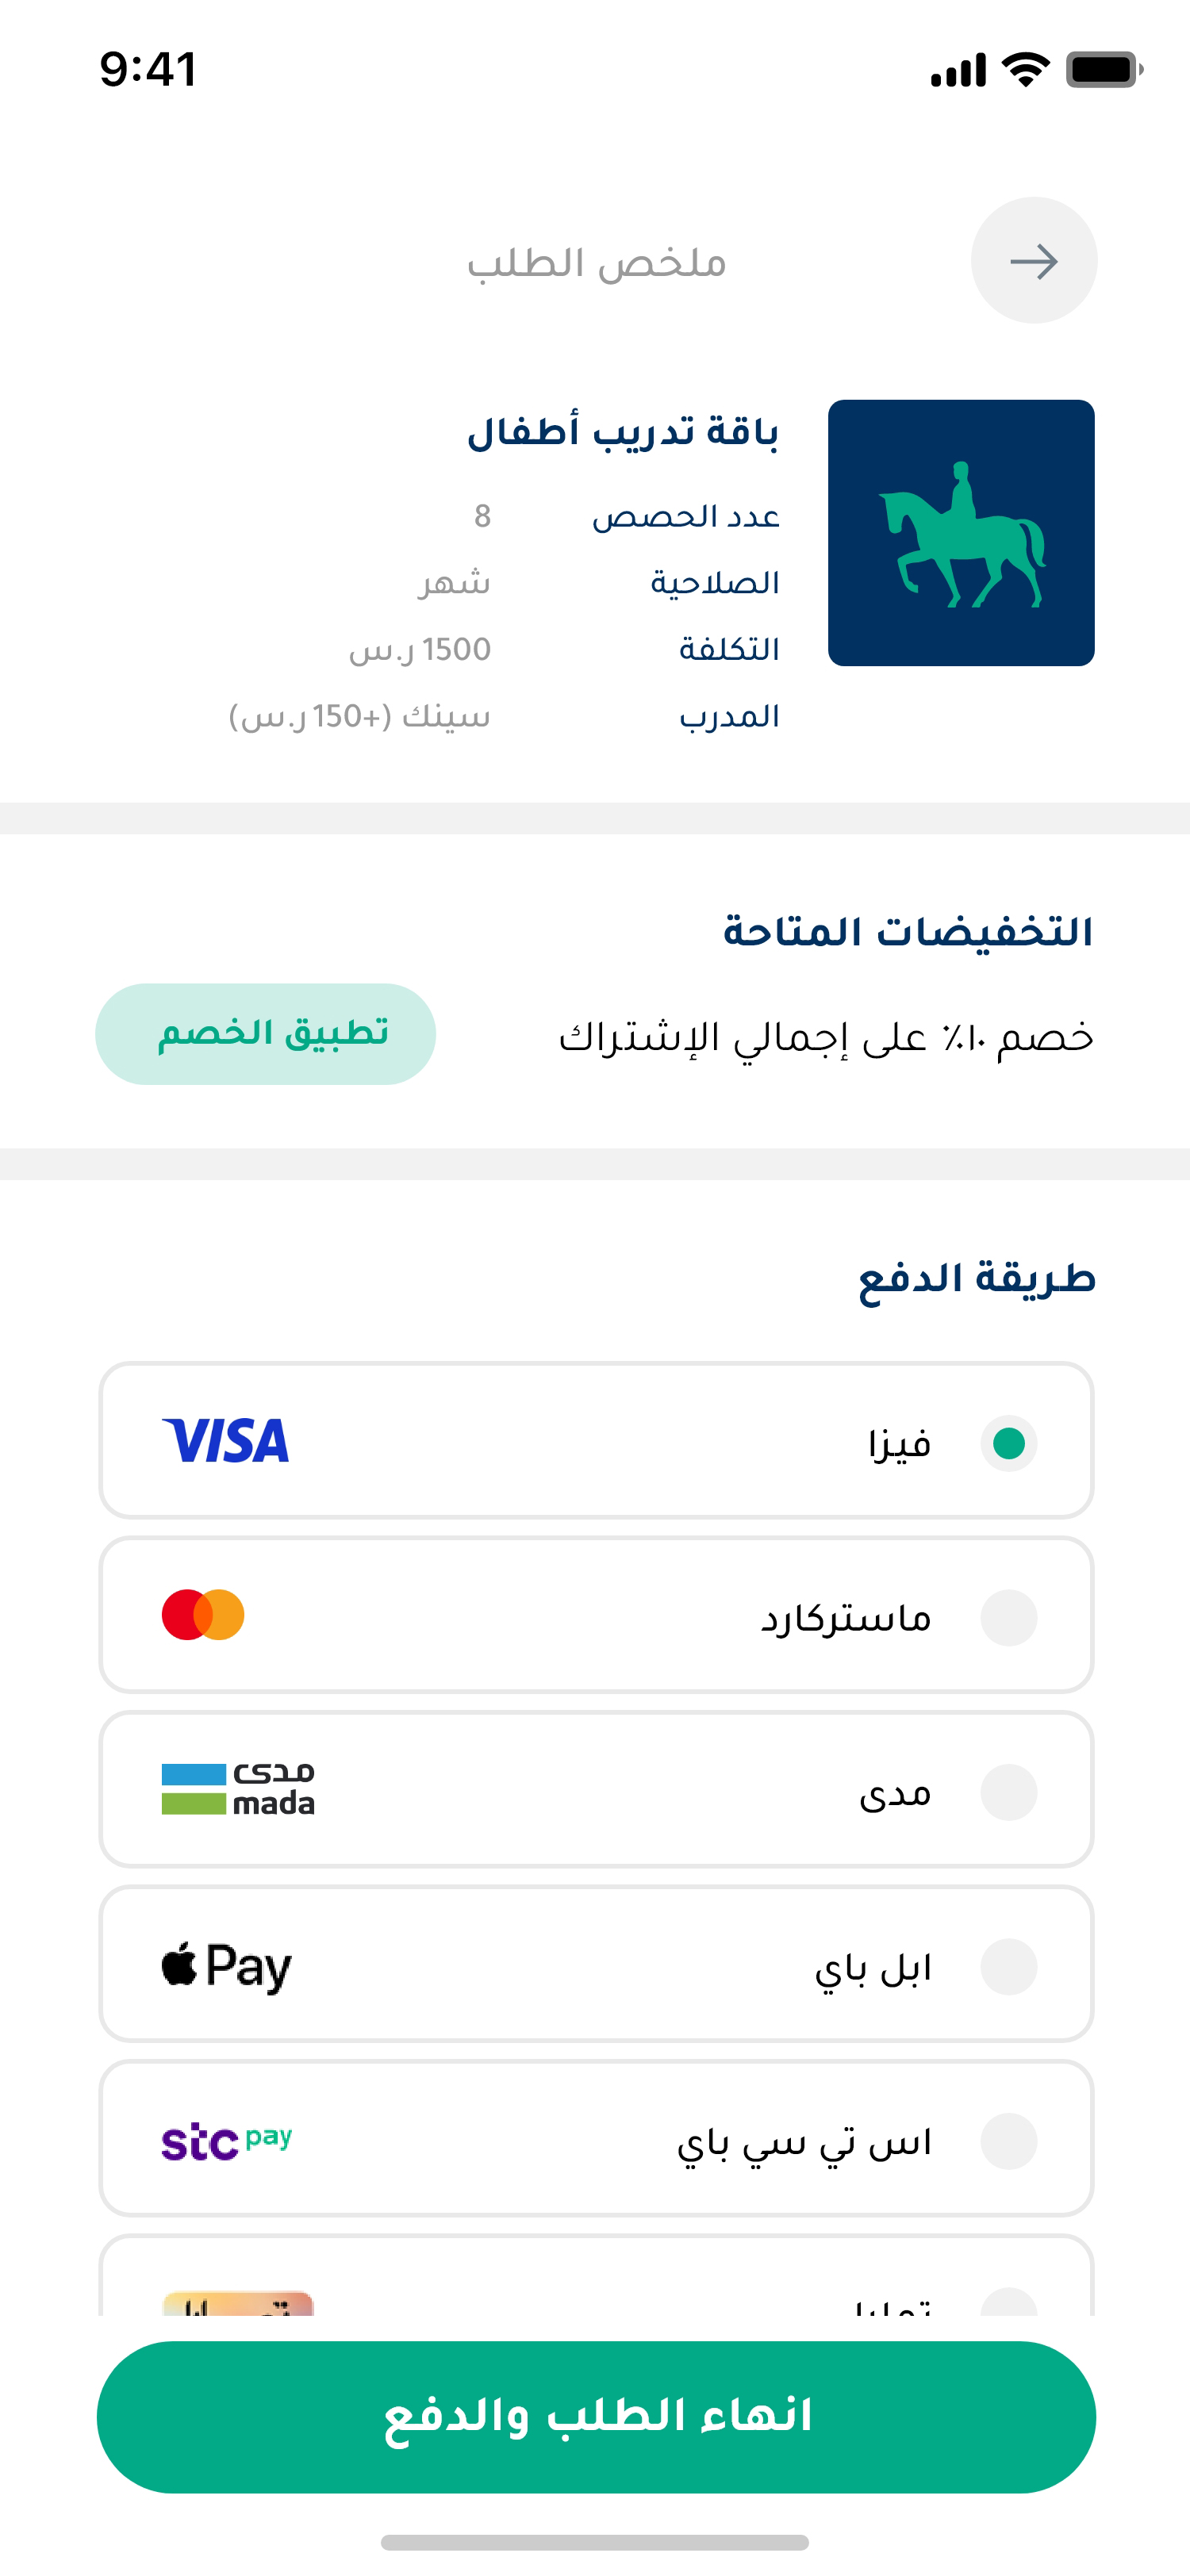 9:41
ملخص الطلب
باقة تدريب أطفال
عدد الحصص 8
الصلاحية شهر
التكلفة 1500 ر.س
المدرب سينك (+150 ر.س)
التخفيضات المتاحة
خصم ١٠٪ على إجمالي الإشتراك تطبيق الخصم
طريقة الدفع
فيزا VISA
ماستركارد
مدى مدى
mada
ابل باي Pay
اس تي سي باي stc pay
انهاء الطلب والدفع